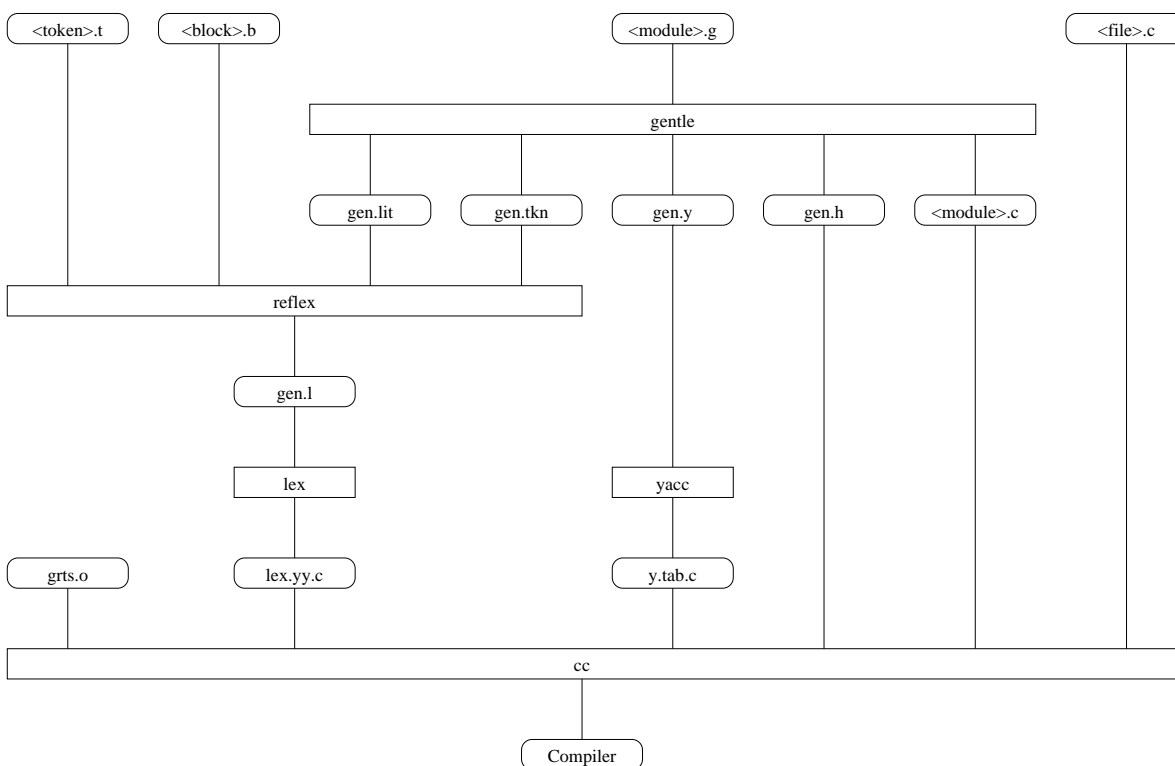 <token>.t
<block>.b
<module>.g
<file>.c
gentle
gen.lit
gen.tkn
gen.y
gen.h
<module>.c
reflex
gen.l
lex
yacc
grts.o
lex.yy.c
y.tab.c
cc
Compiler